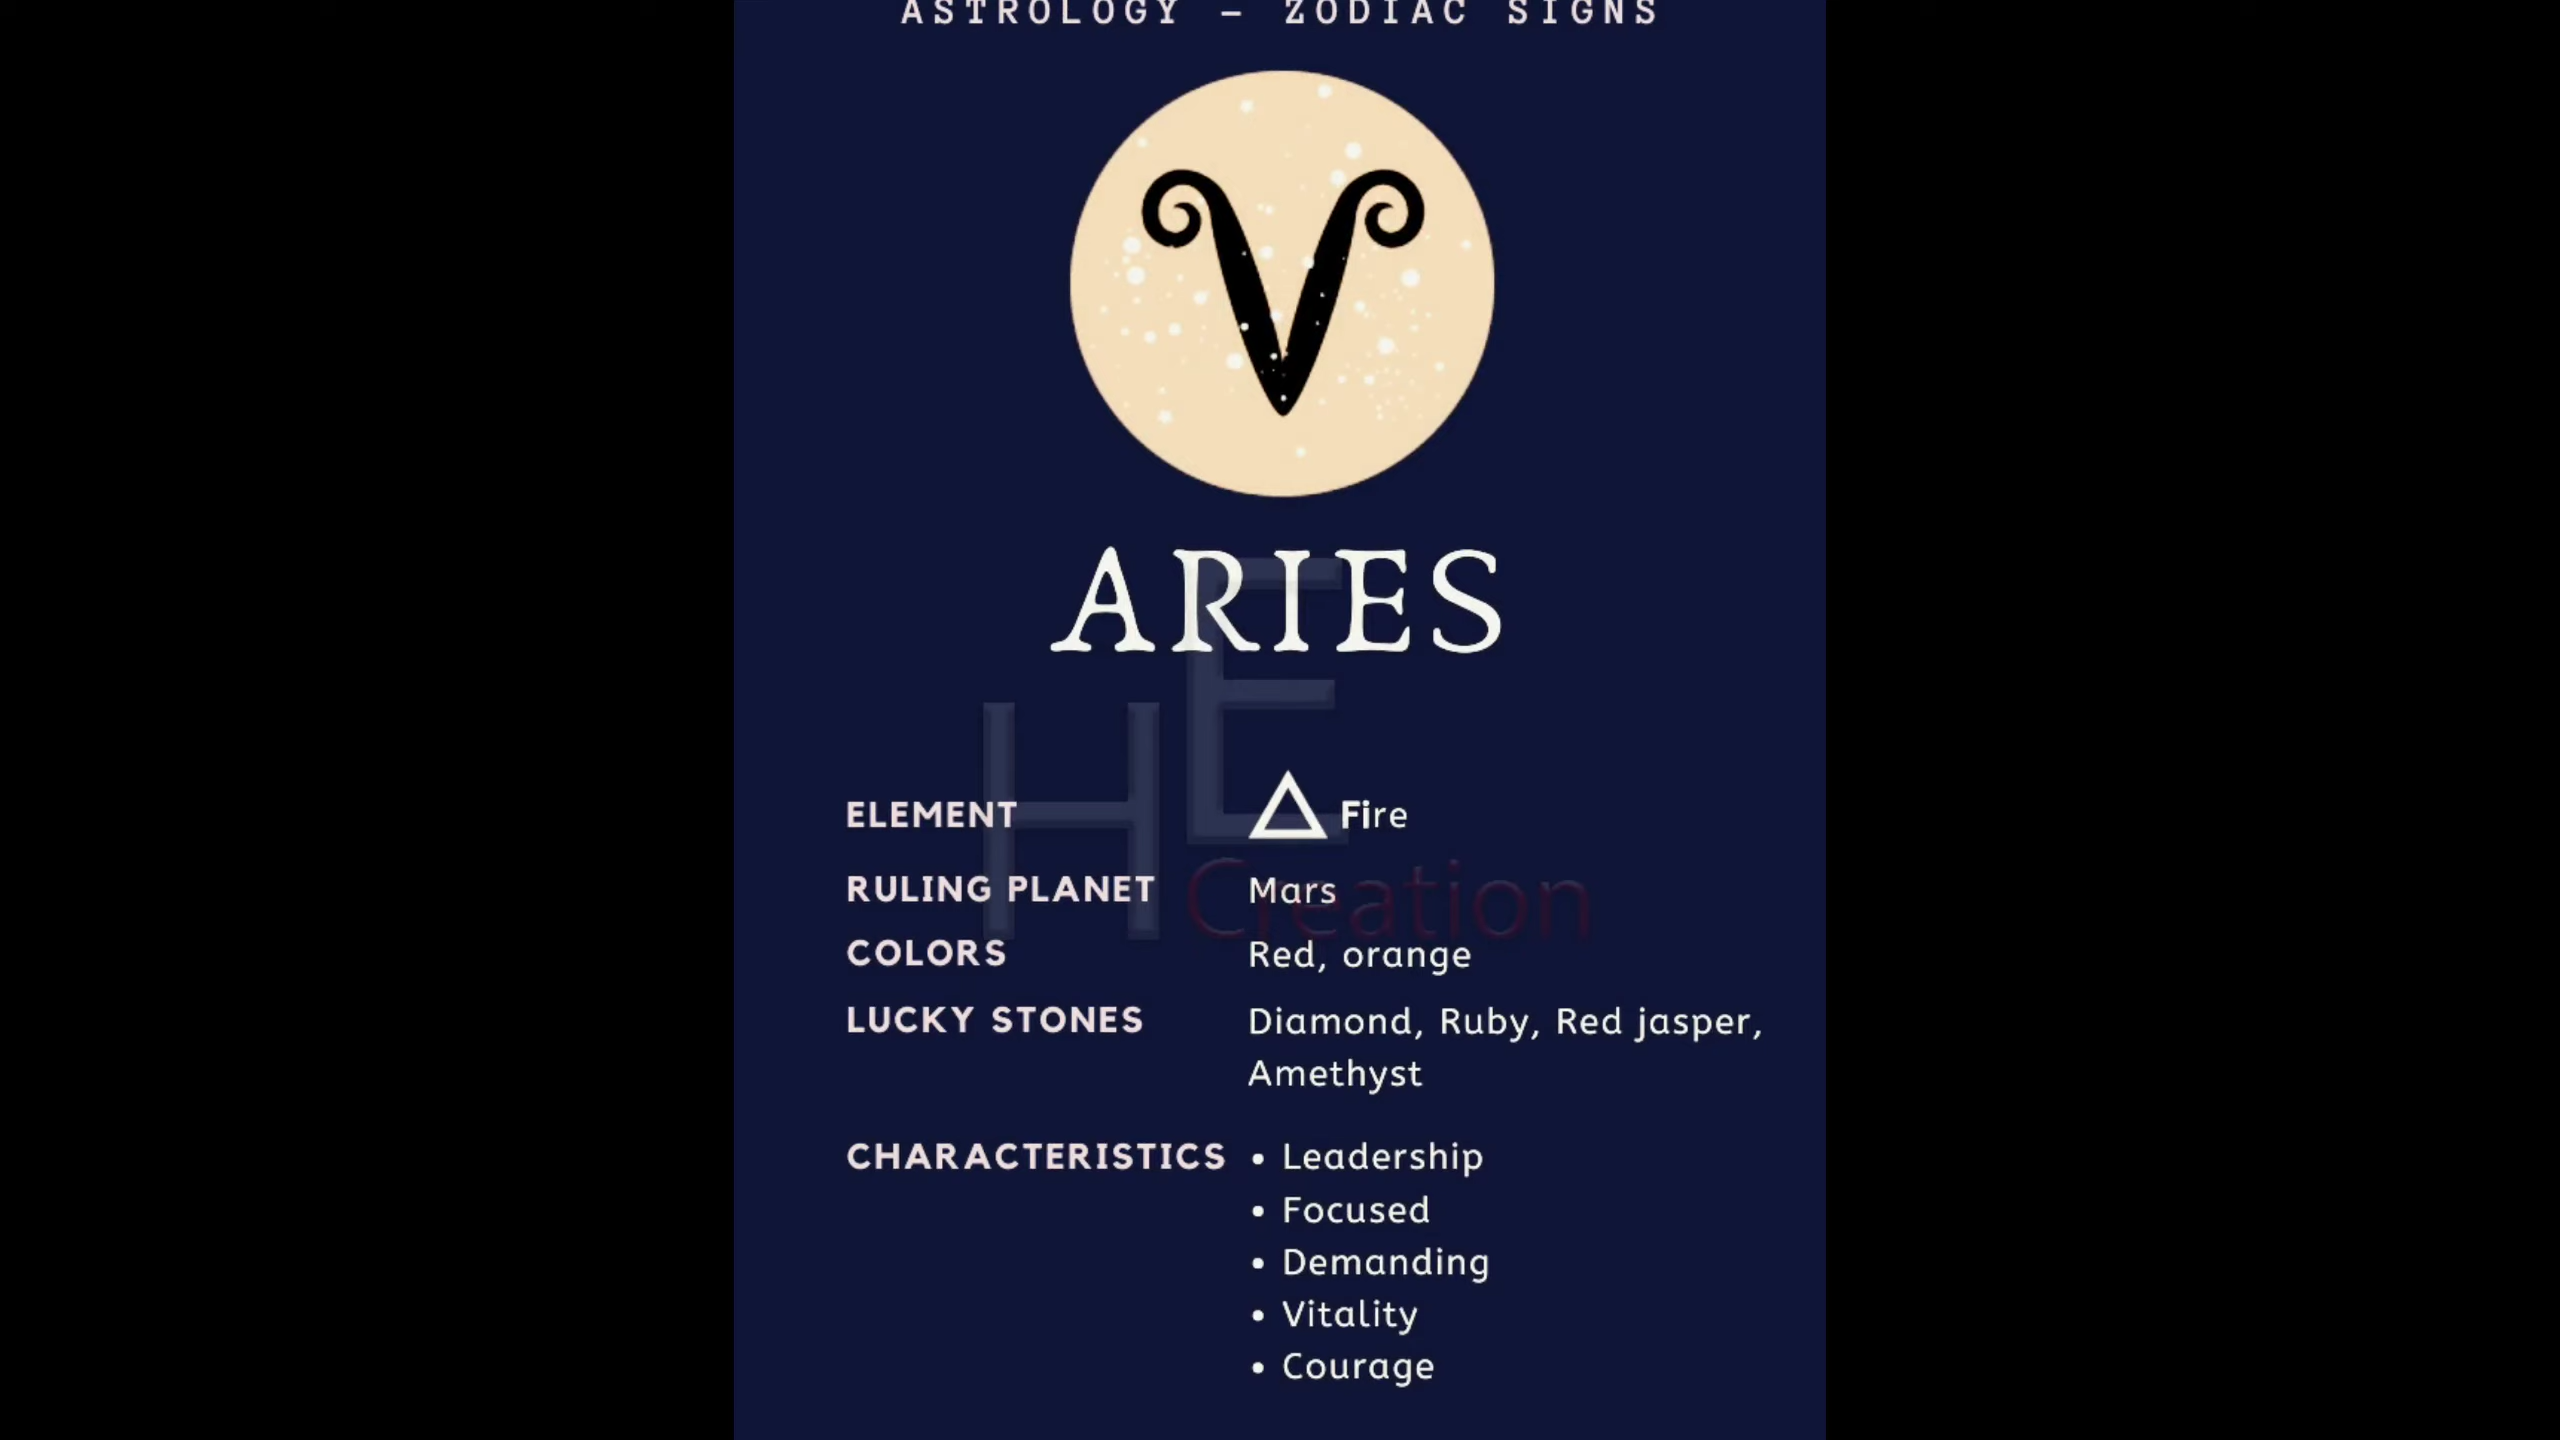 ASTROLOGY – ZODIAC SIGNS
ARIES
HE
Creation
ELEMENT Fire
RULING PLANET Mars
COLORS Red, orange
LUCKY STONES Diamond, Ruby, Red jasper,
Amethyst
CHARACTERISTICS • Leadership
• Focused
• Demanding
• Vitality
• Courage